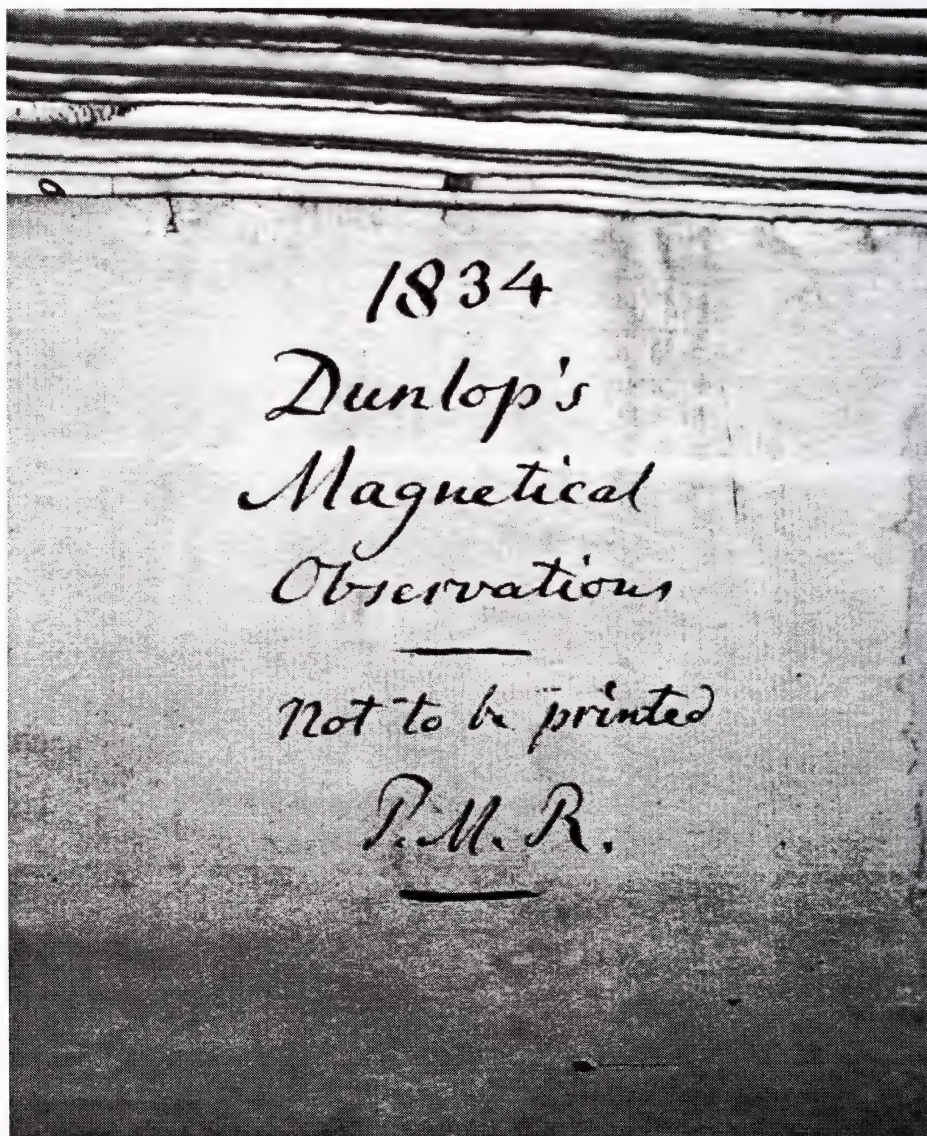 1834
Dunlop's
Magnetical
Observations
Not to be printed
P.M.R.